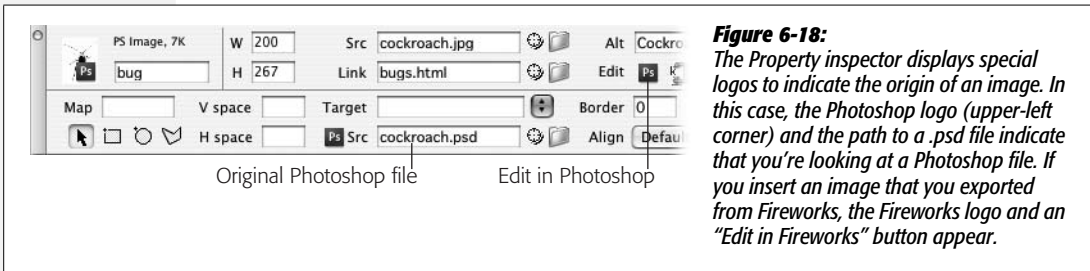 PS Image, 7K W 200 Src cockroach.jpg Alt Cockro
Ps bug H 267 Link bugs.html Edit Ps
Map V space Target Border 0
H space Ps Src cockroach.psd Align Defau
Original Photoshop file Edit in Photoshop
Figure 6-18:
The Property inspector displays special
logos to indicate the origin of an image. In
this case, the Photoshop logo (upper-left
corner) and the path to a .psd file indicate
that you're looking at a Photoshop file. If
you insert an image that you exported
from Fireworks, the Fireworks logo and an
“Edit in Fireworks” button appear.